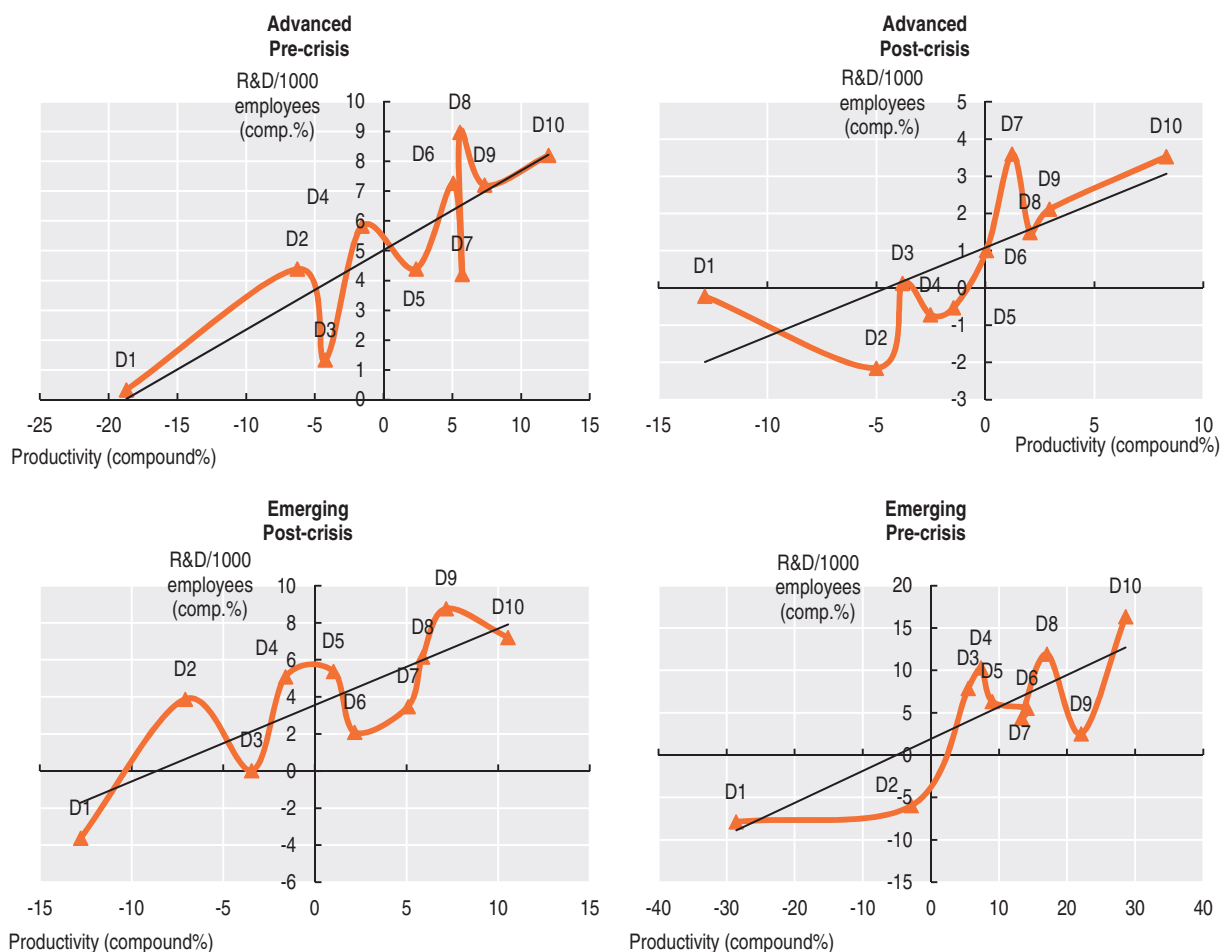 Advanced
Pre-crisis
R&D/1000
employees
(comp.%)
10
9
8
7
6
5
4
3
2
1
0
D1
D2
D3
D4
D5
D6
D7
D8
D9
D10
-25
-20
-15
-10
-5
0
5
10
15
Productivity (compound%)
Advanced
Post-crisis
R&D/1000
employees
(comp.%)
5
4
3
2
1
0
-1
-2
-3
D1
D2
D3
D4
D5
D6
D7
D8
D9
D10
-15
-10
-5
0
5
10
Productivity (compound%)
Emerging
Post-crisis
R&D/1000
employees
(comp.%)
10
8
6
4
2
0
-2
-4
-6
D1
D2
D3
D4
D5
D6
D7
D8
D9
D10
-15
-10
-5
0
5
10
15
Productivity (compound%)
Emerging
Pre-crisis
R&D/1000
employees
(comp.%)
20
15
10
5
0
-5
-10
-15
D1
D2
D3
D4
D5
D6
D7
D8
D9
D10
-40
-30
-20
-10
0
10
20
30
40
Productivity (compound%)